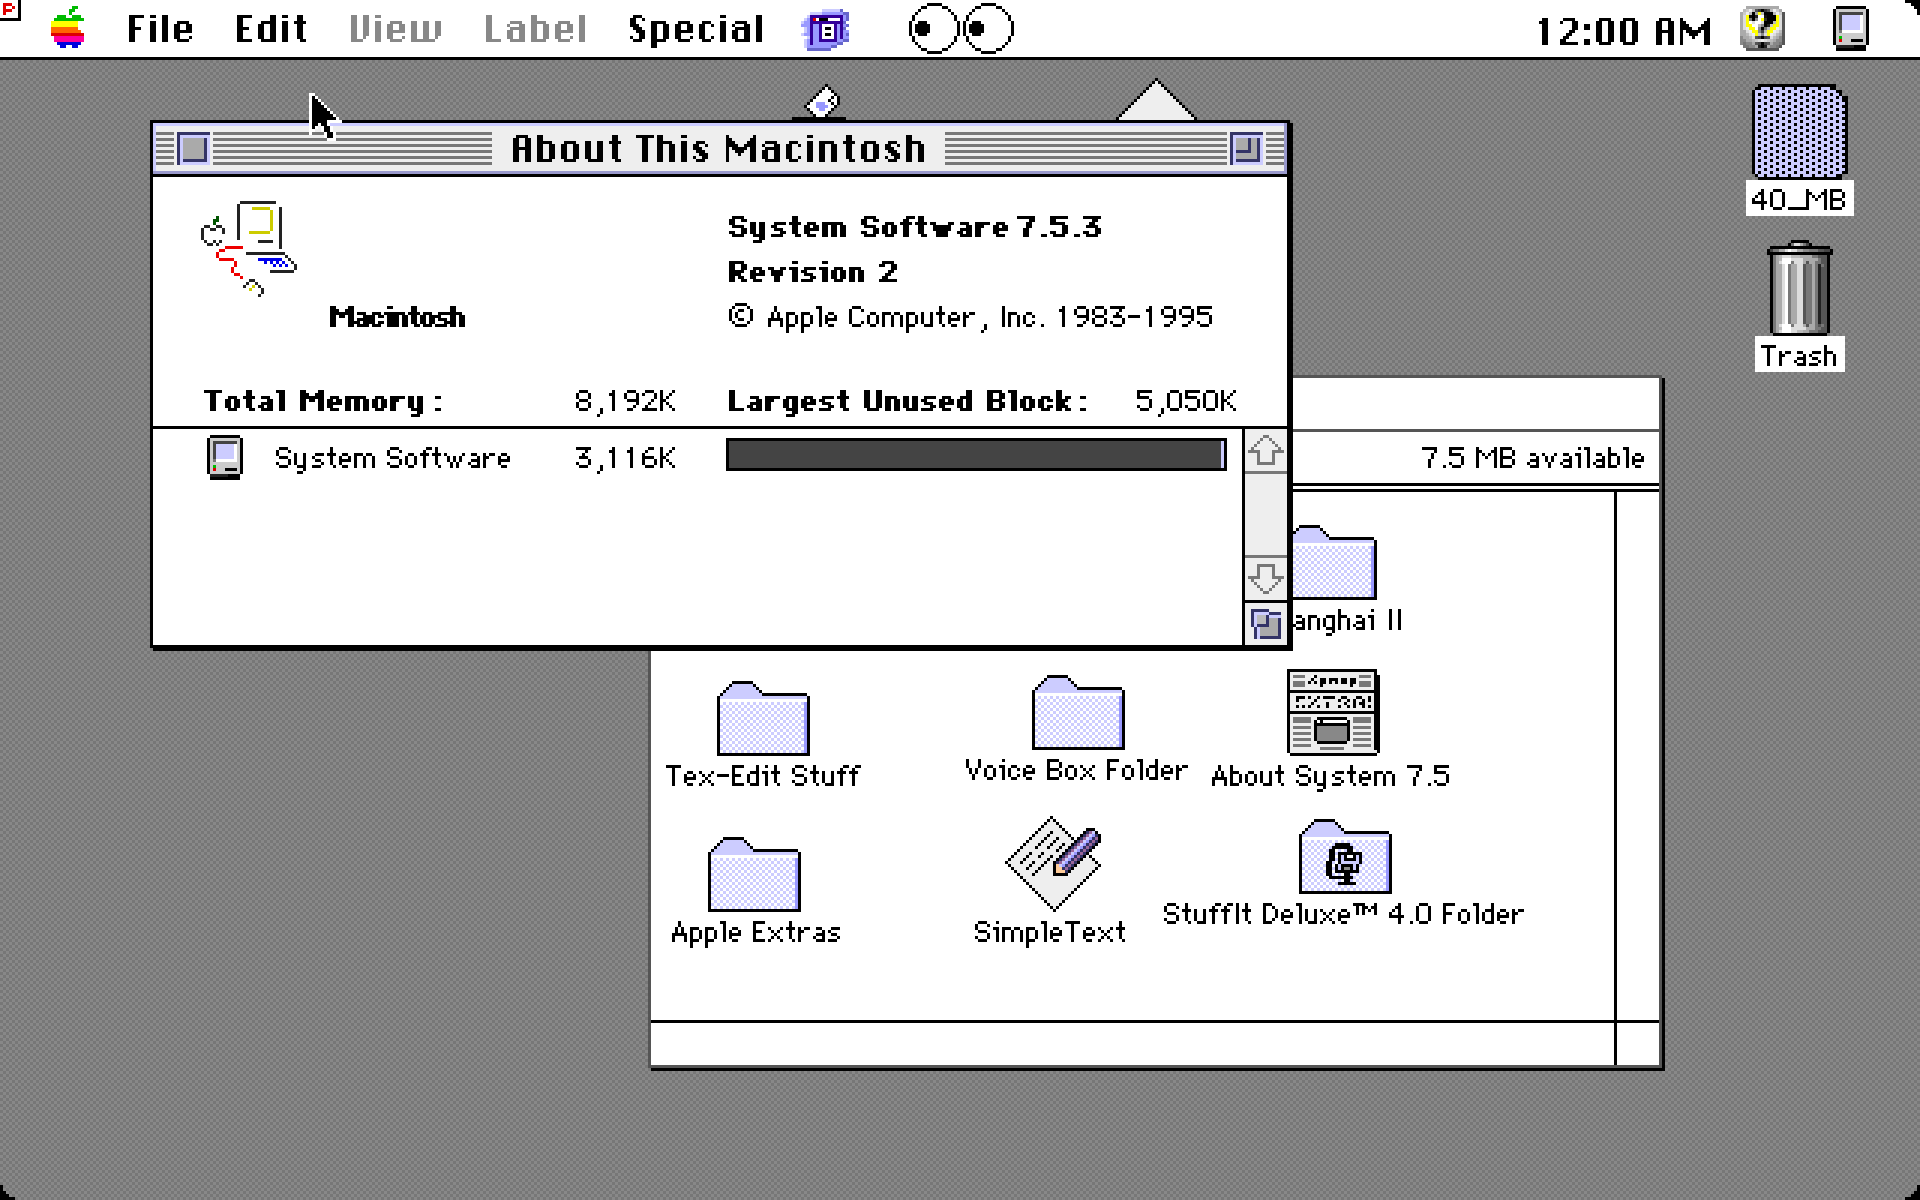 File Edit View Label Special 12:00 AM
About This Macintosh
System Software 7.5.3
Revision 2
Macintosh
© Apple Computer, Inc. 1983-1995
Total Memory: 8,192K Largest Unused Block: 5,050K
System Software 3,116K
40_MB
Trash
7.5 MB available
anghai II
Tex-Edit Stuff
Voice Box Folder
About System 7.5
EXTRA!
Apple Extras
SimpleText
StuffIt Deluxe™ 4.0 Folder
P